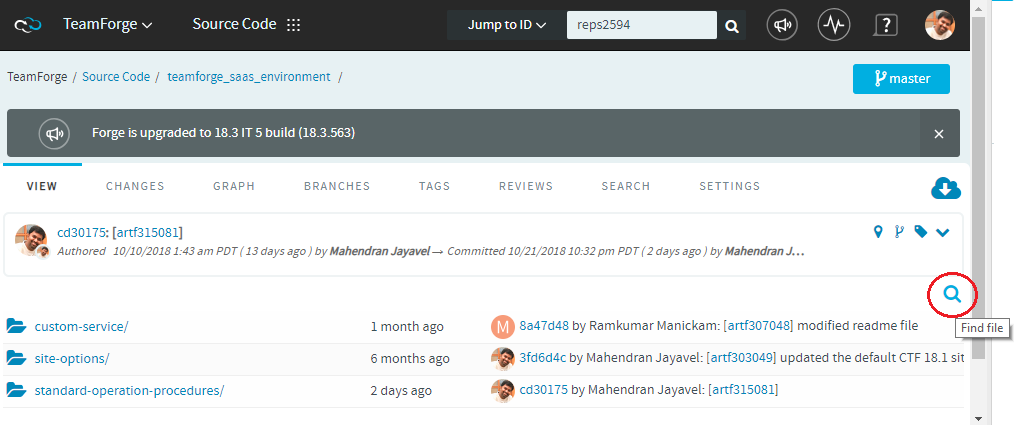 TeamForge Source Code Jump to ID reps2594
TeamForge / Source Code / teamforge_saas_environment / master
Forge is upgraded to 18.3 IT 5 build (18.3.563) ×
VIEW CHANGES GRAPH BRANCHES TAGS REVIEWS SEARCH SETTINGS
cd30175: [artf315081]
Authored 10/10/2018 1:43 am PDT ( 13 days ago ) by Mahendran Jayavel → Committed 10/21/2018 10:32 pm PDT ( 2 days ago ) by Mahendran J...
Find file
custom-service/ 1 month ago M 8a47d48 by Ramkumar Manickam: [artf307048] modified readme file
site-options/ 6 months ago 3fd6d4c by Mahendran Jayavel: [artf303049] updated the default CTF 18.1 sit
standard-operation-procedures/ 2 days ago cd30175 by Mahendran Jayavel: [artf315081]